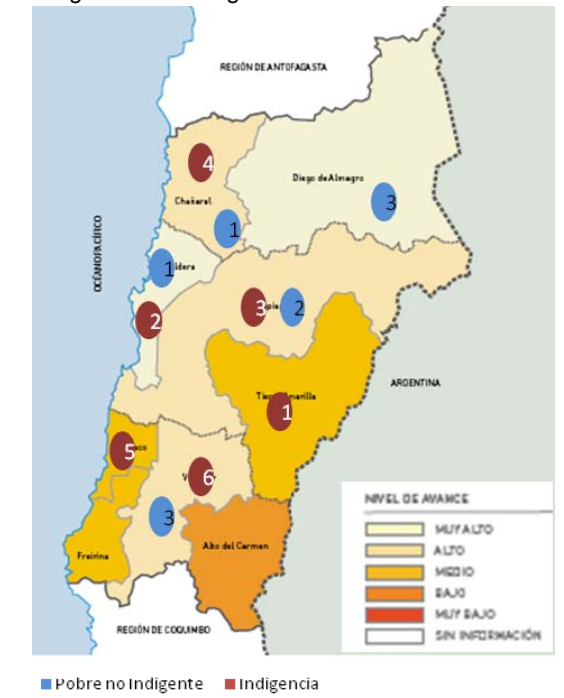 REGIÓN DE ANTOFAGASTA
4
Diego de Almagro
Chañaral
3
1
OCÉANO PACÍFICO
1 ldera
3
2
2
ARGENTINA
1
5
6
NIVEL DE AVANCE
3
MUY ALTO
ALTO
Alto del Carmen
MEDIO
Freirina
BAJO
MUY BAJO
REGIÓN DE COQUIMBO
SIN INFORMACIÓN
Pobre no Indigente
Indigencia